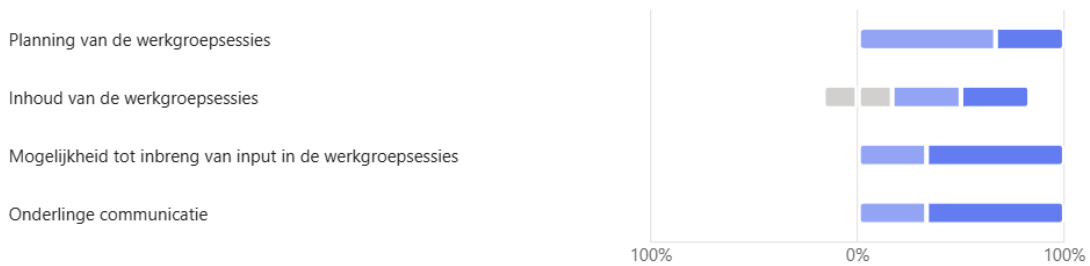 Planning van de werkgroepsessies
Inhoud van de werkgroepsessies
Mogelijkheid tot inbreng van input in de werkgroepsessies
Onderlinge communicatie
100% 0% 100%